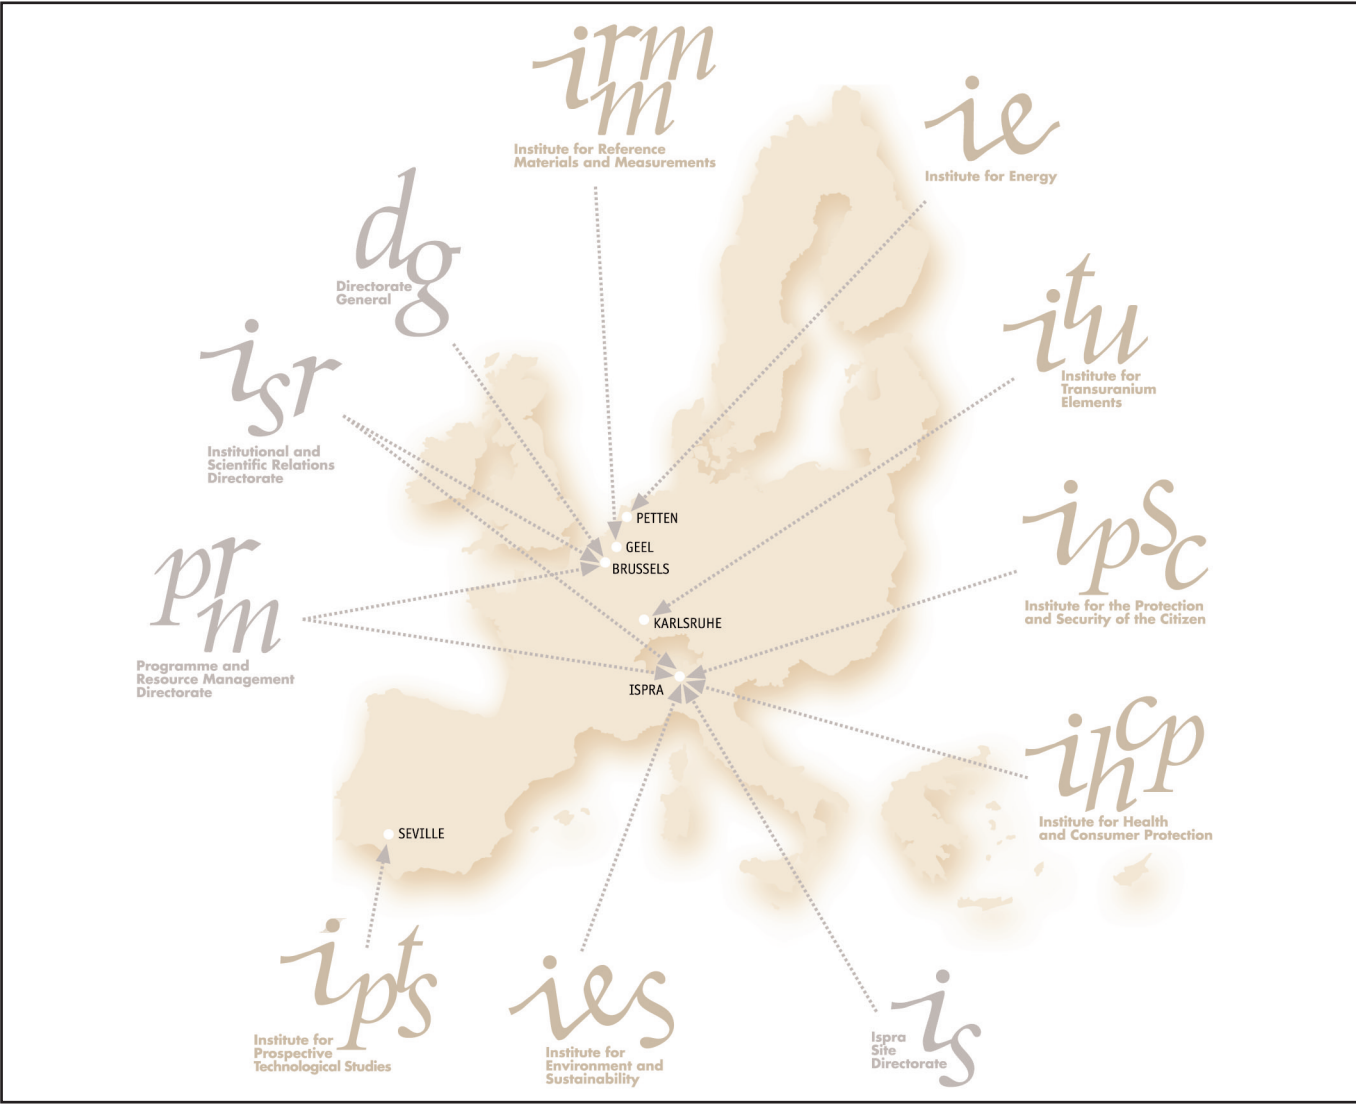 irm
m
Institute for Reference
Materials and Measurements
ie
Institute for Energy
dg
Directorate
General
itu
Institute for
Transuranium
Elements
isr
Institutional and
Scientific Relations
Directorate
ipsc
Institute for the Protection
and Security of the Citizen
PETTEN
GEEL
BRUSSELS
prm
Programme and
Resource Management
Directorate
KARLSRUHE
ISPRA
ihcp
Institute for Health
and Consumer Protection
SEVILLE
ipts
Institute for
Prospective
Technological Studies
ies
Institute for
Environment and
Sustainability
is
Ispra
Site
Directorate